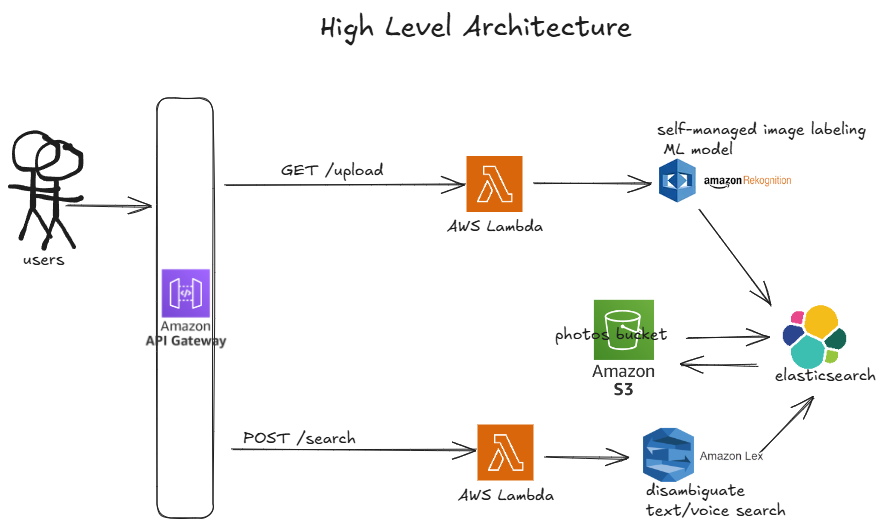 High Level Architecture
self-managed image labeling
ML model
GET /upload
amazon Rekognition
AWS Lambda
users
Amazon
API Gateway
photos bucket
Amazon
S3
elasticsearch
POST /search
Amazon Lex
AWS Lambda
disambiguate
text/voice search